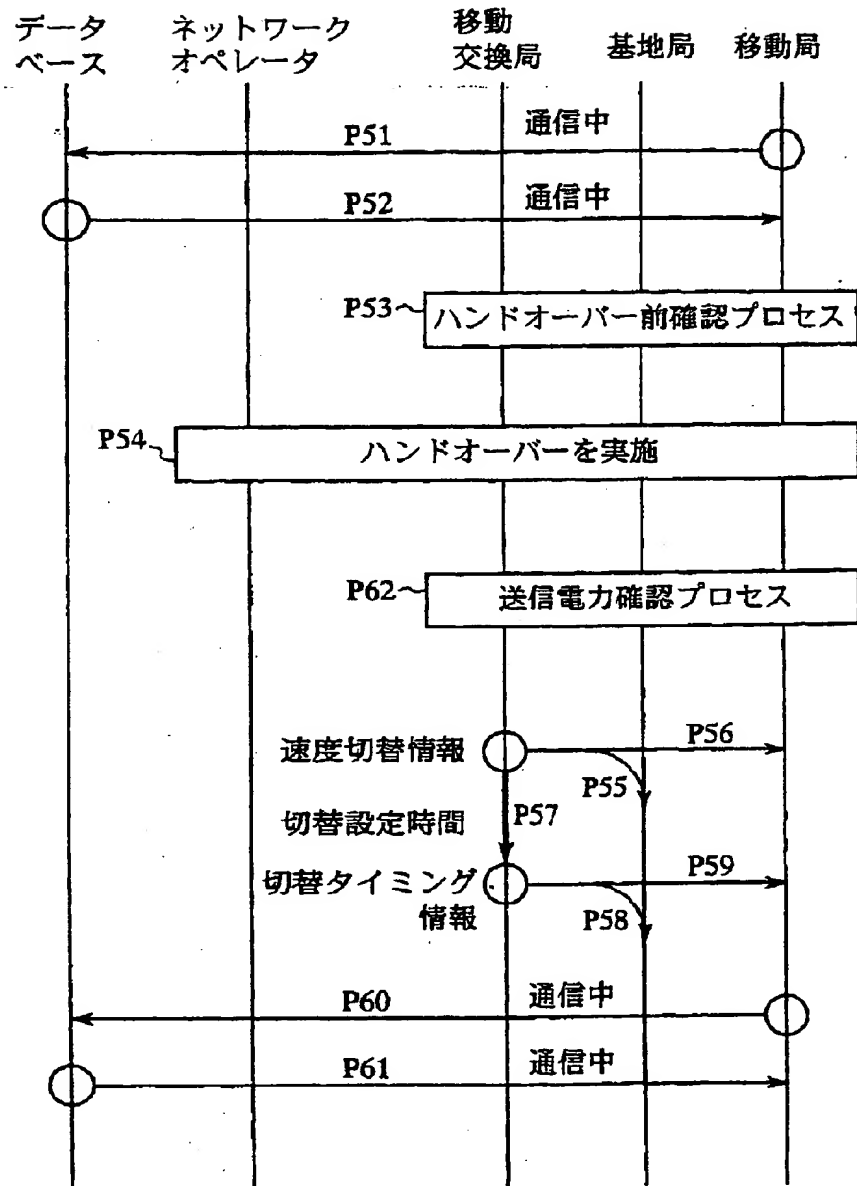 データ
ベース
ネットワーク
オペレータ
移動
交換局
基地局
移動局
P51
通信中
P52
通信中
P53
ハンドオーバー前確認プロセス
P54
ハンドオーバーを実施
P62
送信電力確認プロセス
速度切替情報
P56
P55
切替設定時間
P57
切替タイミング
情報
P59
P58
P60
通信中
P61
通信中